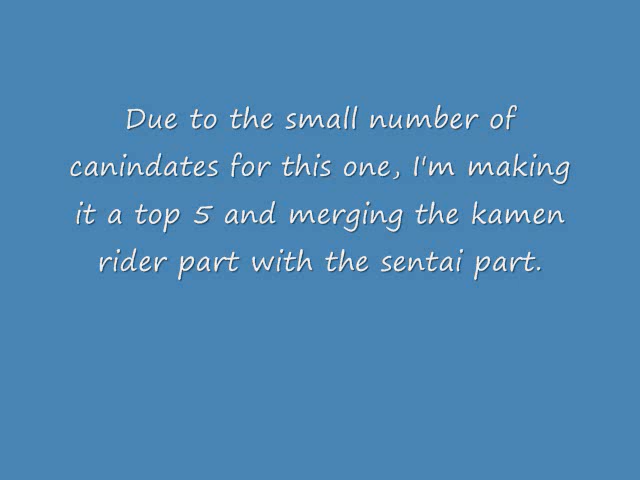 Due to the small number of
canindates for this one, I'm making
it a top 5 and merging the kamen
rider part with the sentai part.